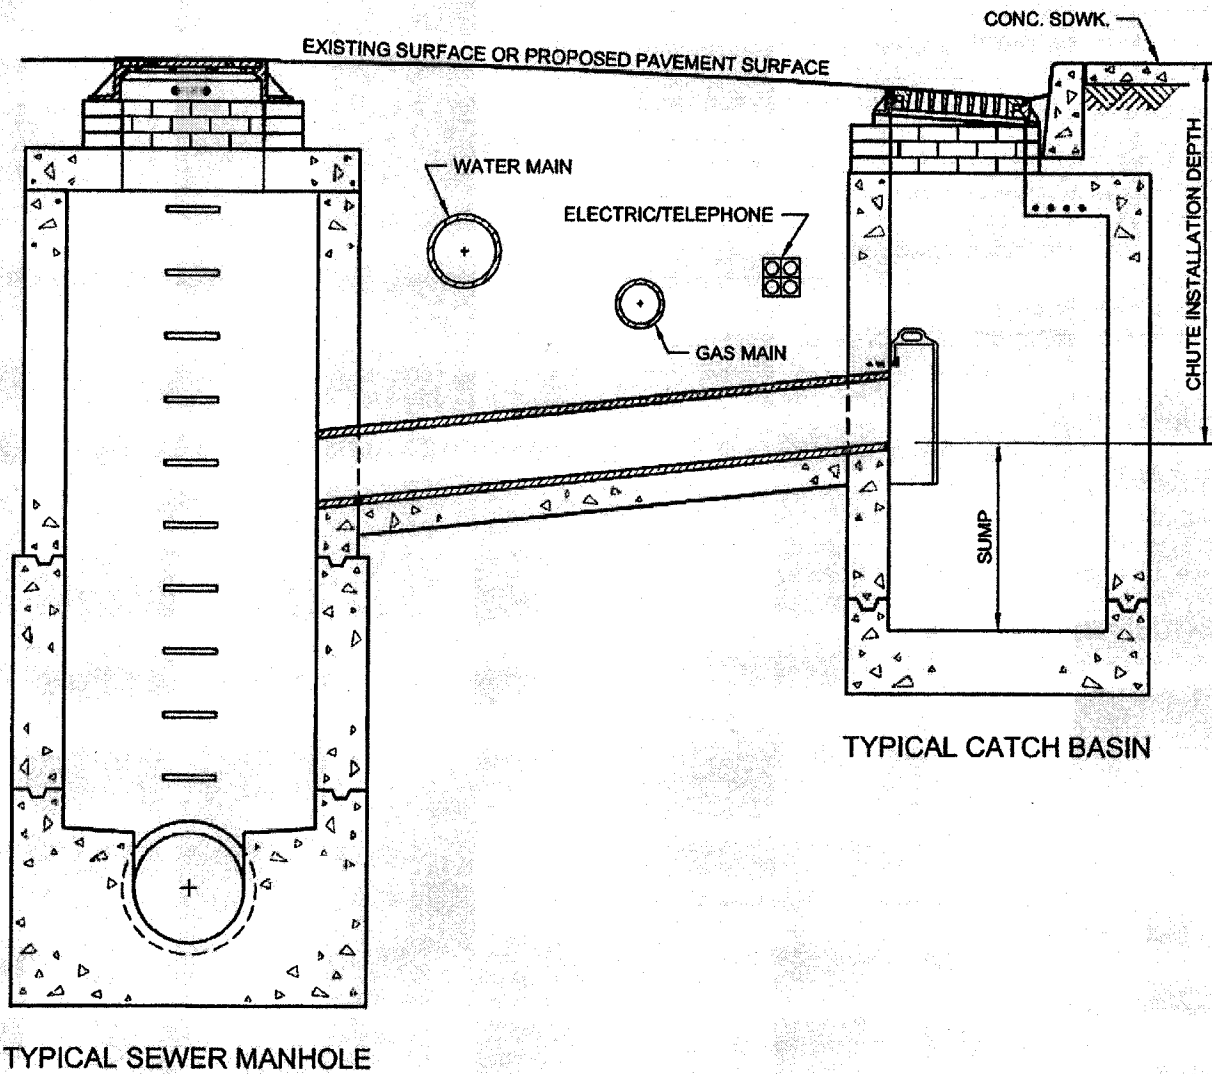 CONC. SDWK.
EXISTING SURFACE OR PROPOSED PAVEMENT SURFACE
WATER MAIN
ELECTRIC/TELEPHONE
GAS MAIN
CHUTE INSTALLATION DEPTH
SUMP
TYPICAL CATCH BASIN
TYPICAL SEWER MANHOLE